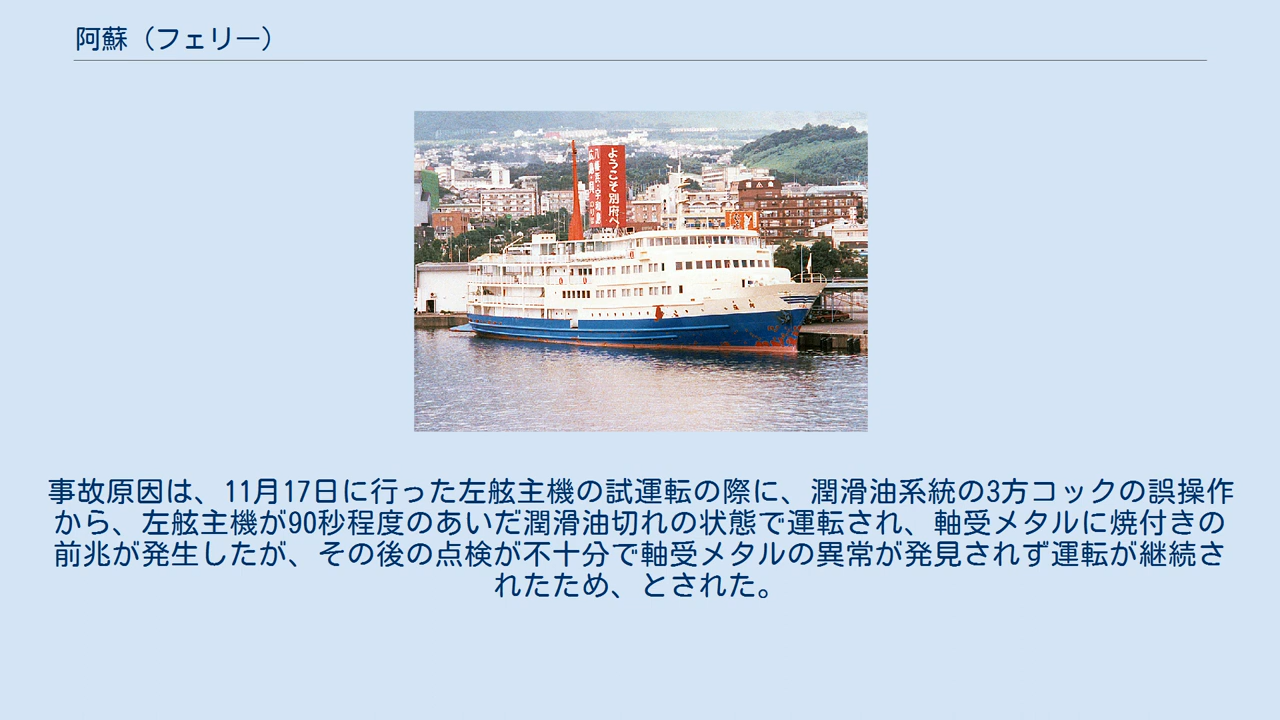 阿蘇（フェリー）
ようこそ別府へ
事故原因は、11月17日に行った左舷主機の試運転の際に、潤滑油系統の3方コックの誤操作
から、左舷主機が90秒程度のあいだ潤滑油切れの状態で運転され、軸受メタルに焼付きの
前兆が発生したが、その後の点検が不十分で軸受メタルの異常が発見されず運転が継続さ
れたため、とされた。